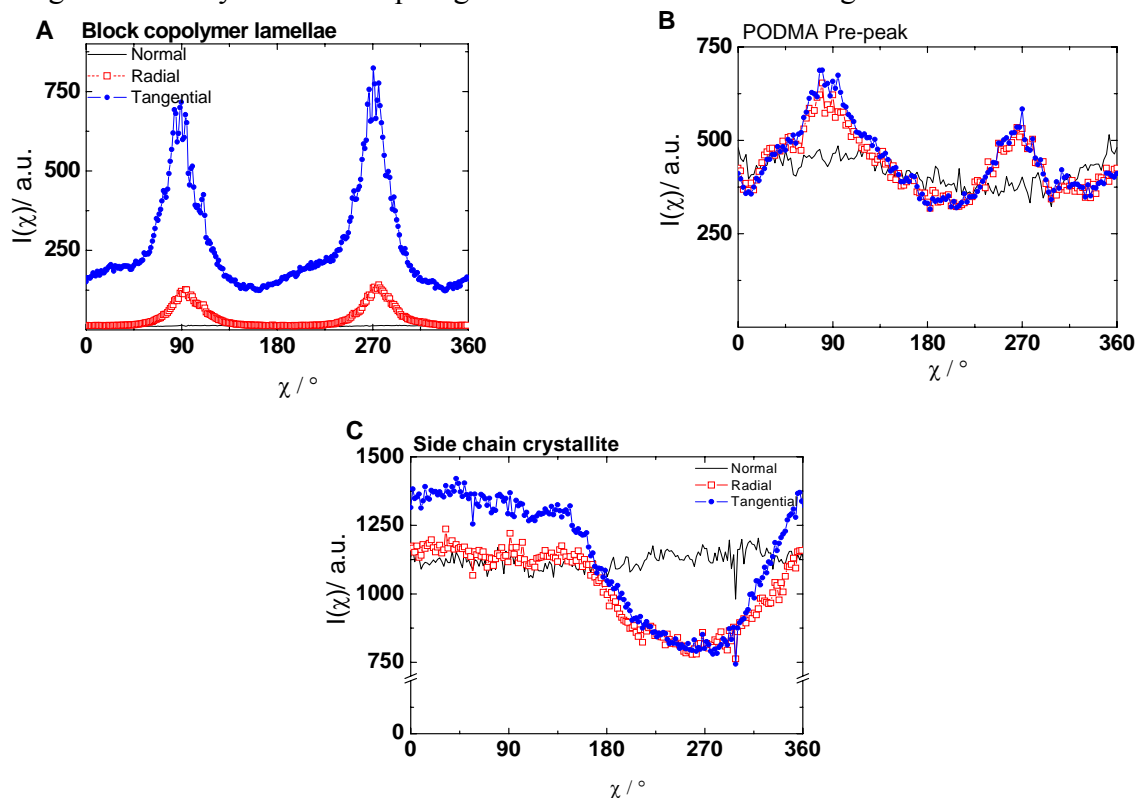 A Block copolymer lamellae
Normal
Radial
Tangential
750
500
250
I(χ)/ a.u.
0 90 180 270 360
χ / °
B PODMA Pre-peak
750
500
250
I(χ)/ a.u.
0 90 180 270 360
χ / °
C Side chain crystallite
Normal
Radial
Tangential
1500
1250
1000
750
0
I(χ)/ a.u.
0 90 180 270 360
χ / °